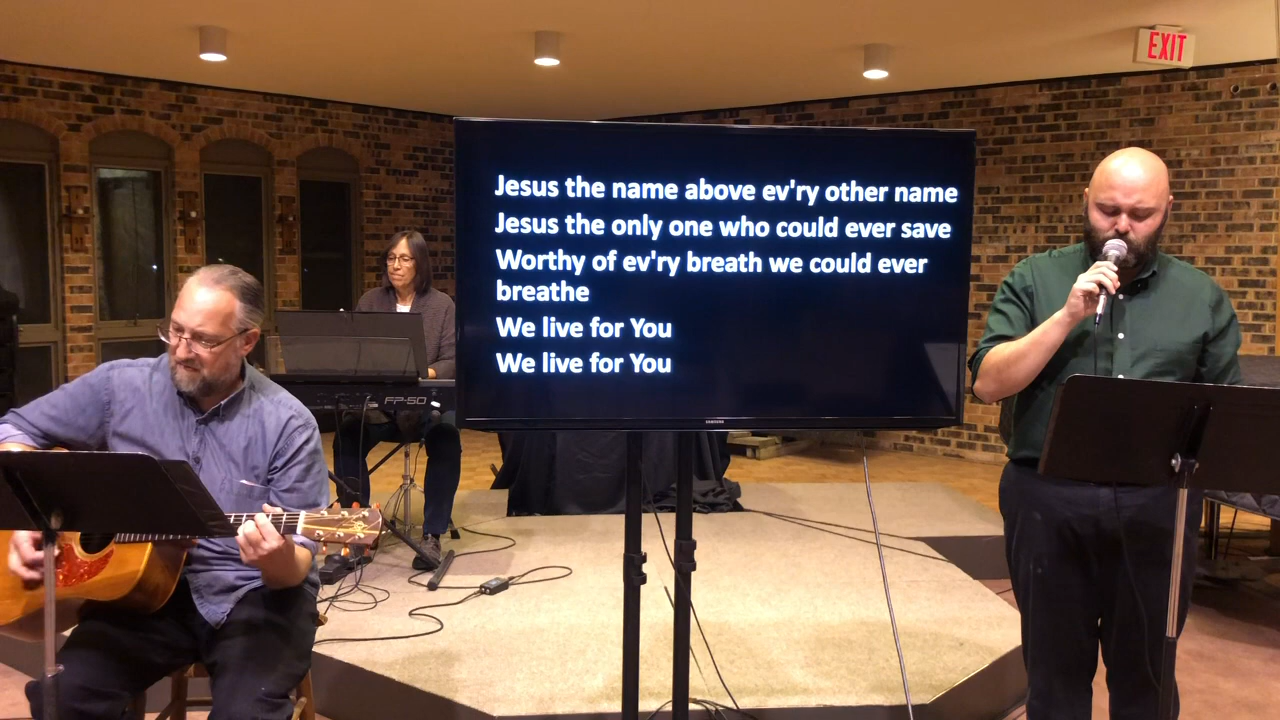 EXIT
Jesus the name above ev'ry other name
Jesus the only one who could ever save
Worthy of ev'ry breath we could ever
breathe
We live for You
We live for You
SAMSUNG
FP-50